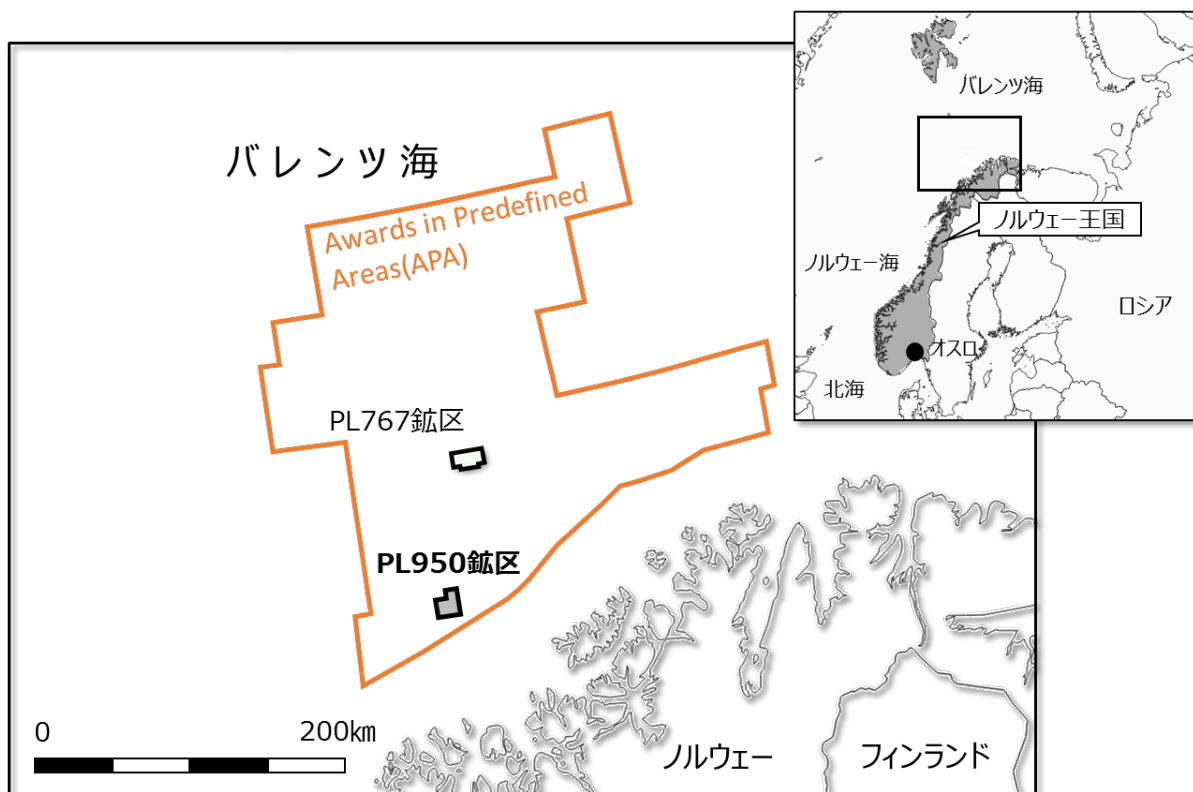 バレンツ海
Awards in Predefined
Areas(APA)
PL767鉱区
PL950鉱区
0 200㎞
ノルウェー
フィンランド
バレンツ海
ノルウェー王国
ノルウェー海
ロシア
オスロ
北海